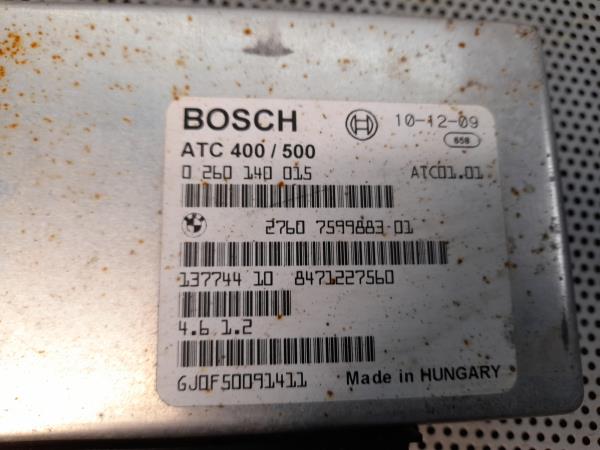 BOSCH 10-12-09
658
ATC 400 / 500
0 260 140 015 ATC01.01
2760 7599883 01
137744 10 8471227560
4.6 1.2
GJQF50091411 Made in HUNGARY